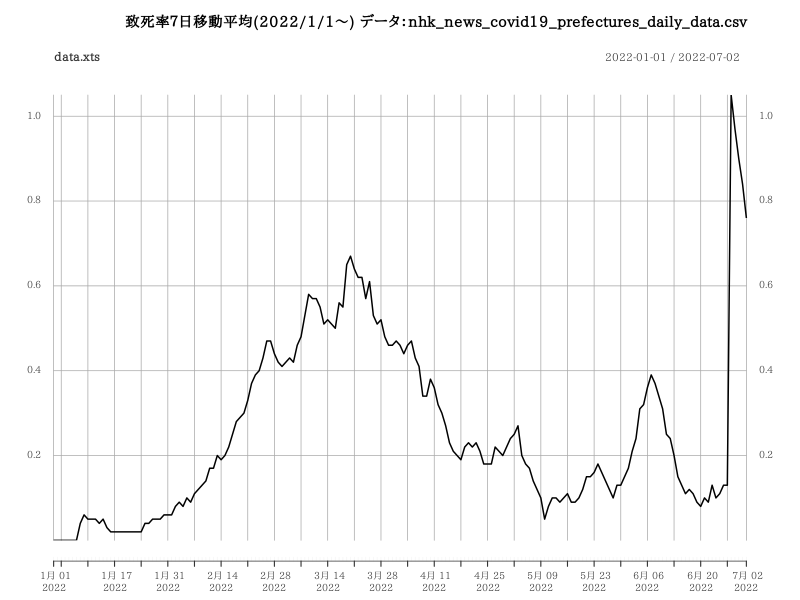 致死率7日移動平均(2022/1/1～) データ:nhk_news_covid19_prefectures_daily_data.csv
data.xts 2022-01-01 / 2022-07-02
1.0 1.0
0.8 0.8
0.6 0.6
0.4 0.4
0.2 0.2
1月 01 1月 17 1月 31 2月 14 2月 28 3月 14 3月 28 4月 11 4月 25 5月 09 5月 23 6月 06 6月 20 7月 02
2022 2022 2022 2022 2022 2022 2022 2022 2022 2022 2022 2022 2022 2022